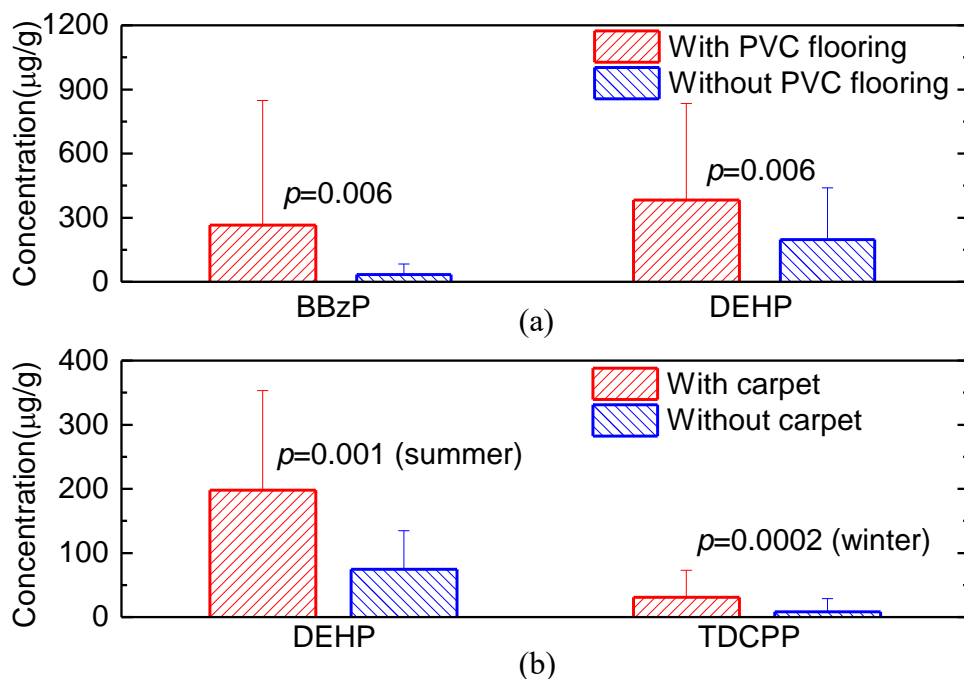 1200
900
600
300
0
Concentration(μg/g)
With PVC flooring
Without PVC flooring
p=0.006
p=0.006
BBzP
DEHP
(a)
400
300
200
100
0
Concentration(μg/g)
With carpet
Without carpet
p=0.001 (summer)
p=0.0002 (winter)
DEHP
TDCPP
(b)